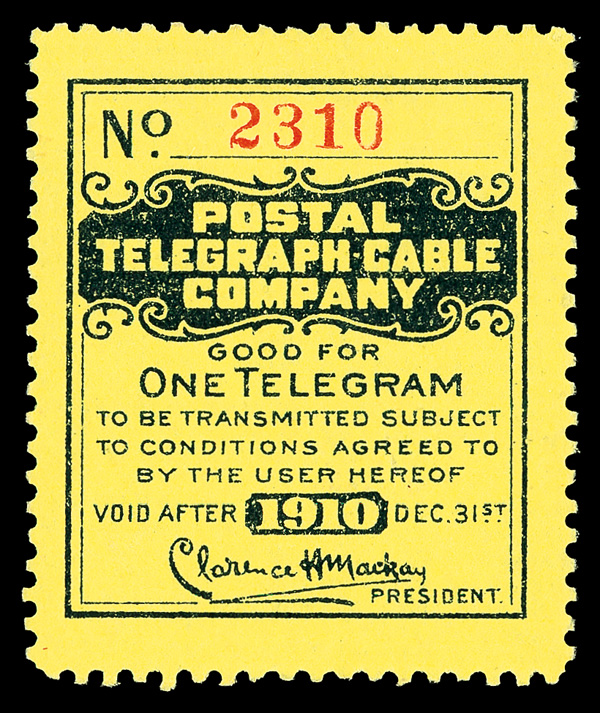 No. 2310
POSTAL
TELEGRAPH-CABLE
COMPANY
GOOD FOR
ONE TELEGRAM
TO BE TRANSMITTED SUBJECT
TO CONDITIONS AGREED TO
BY THE USER HEREOF
VOID AFTER 1910 DEC. 31ST
Clarence H Mackay
PRESIDENT.